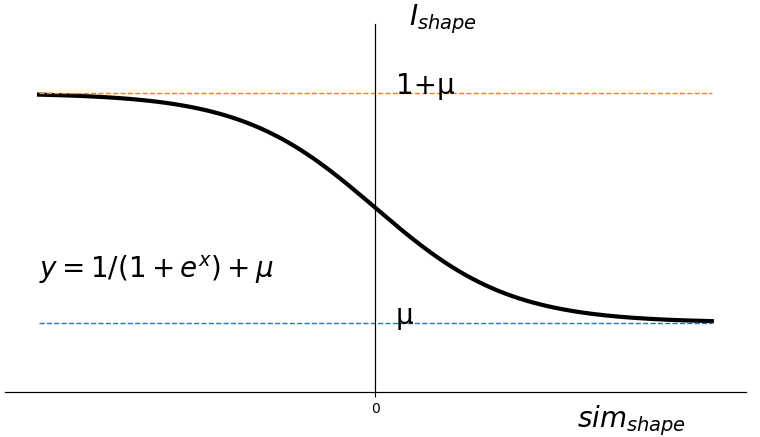 I_shape
1+μ
y = 1/(1 + e^x) + μ
μ
0
sim_shape